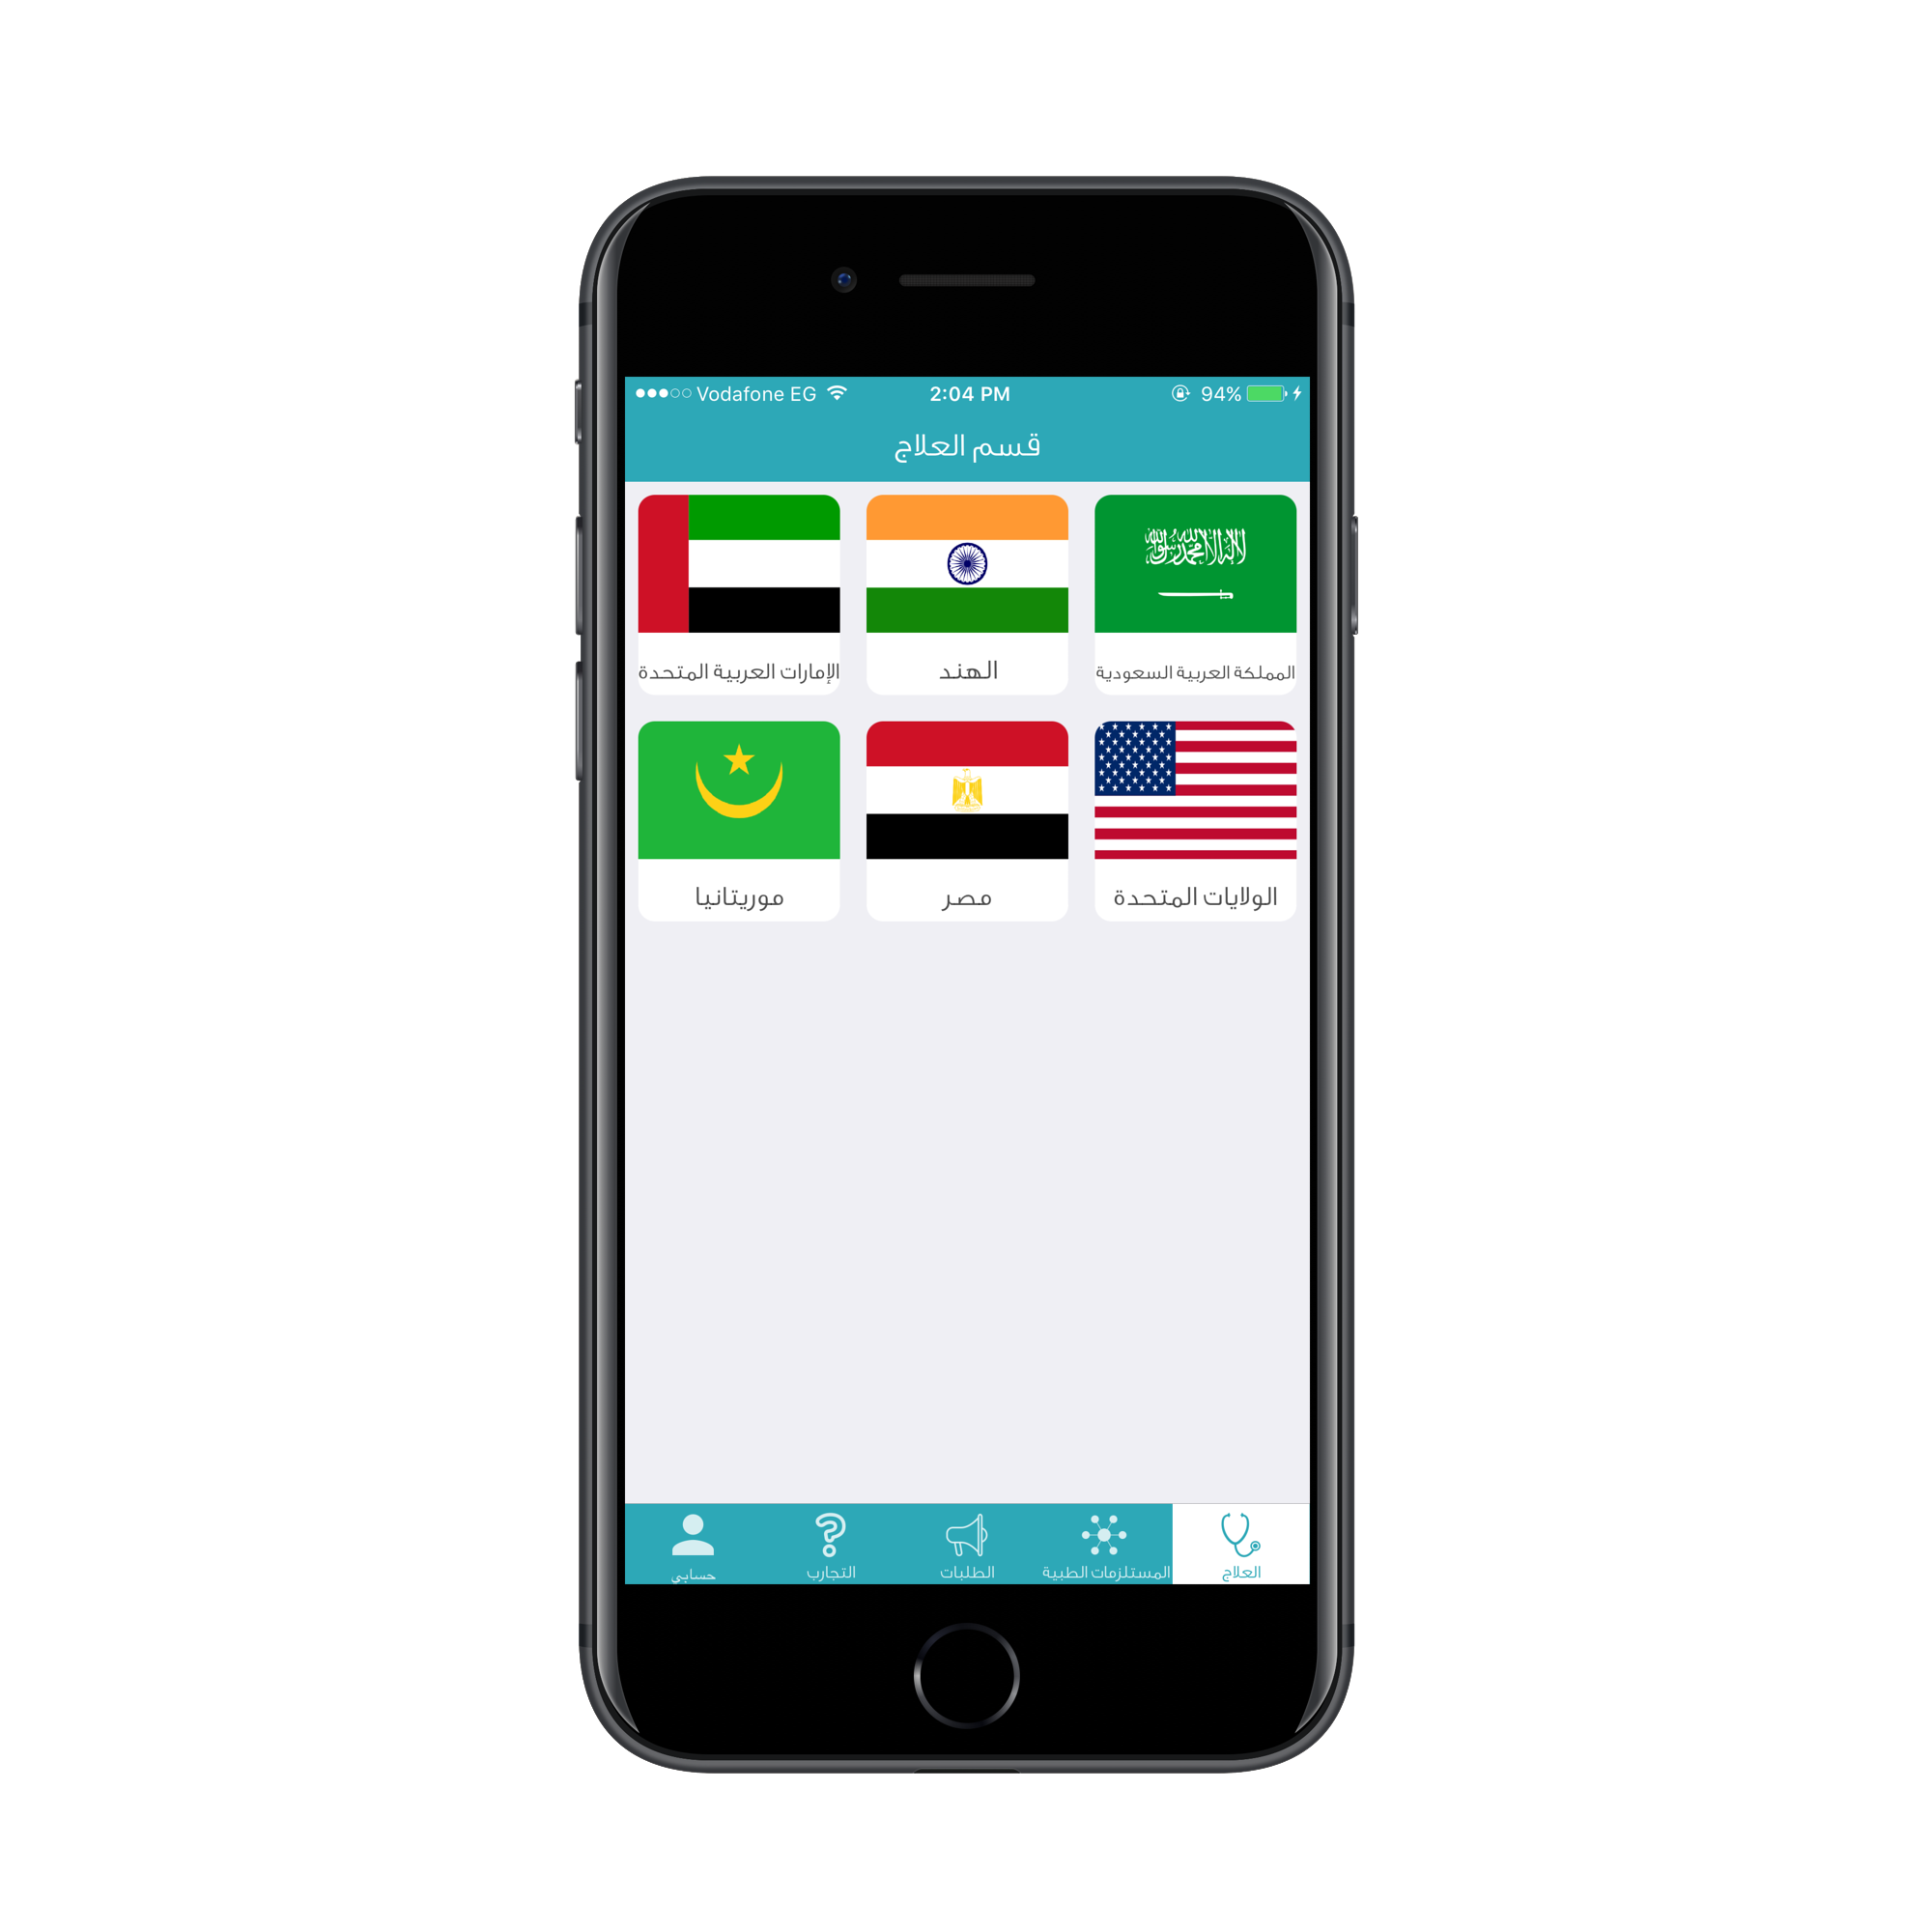 Vodafone EG 2:04 PM 94%
قسم العلاج
المملكة العربية السعودية
الهند
الإمارات العربية المتحدة
الولايات المتحدة
مصر
موريتانيا
العلاج
المستلزمات الطبية
الطلبات
التجارب
حسابي